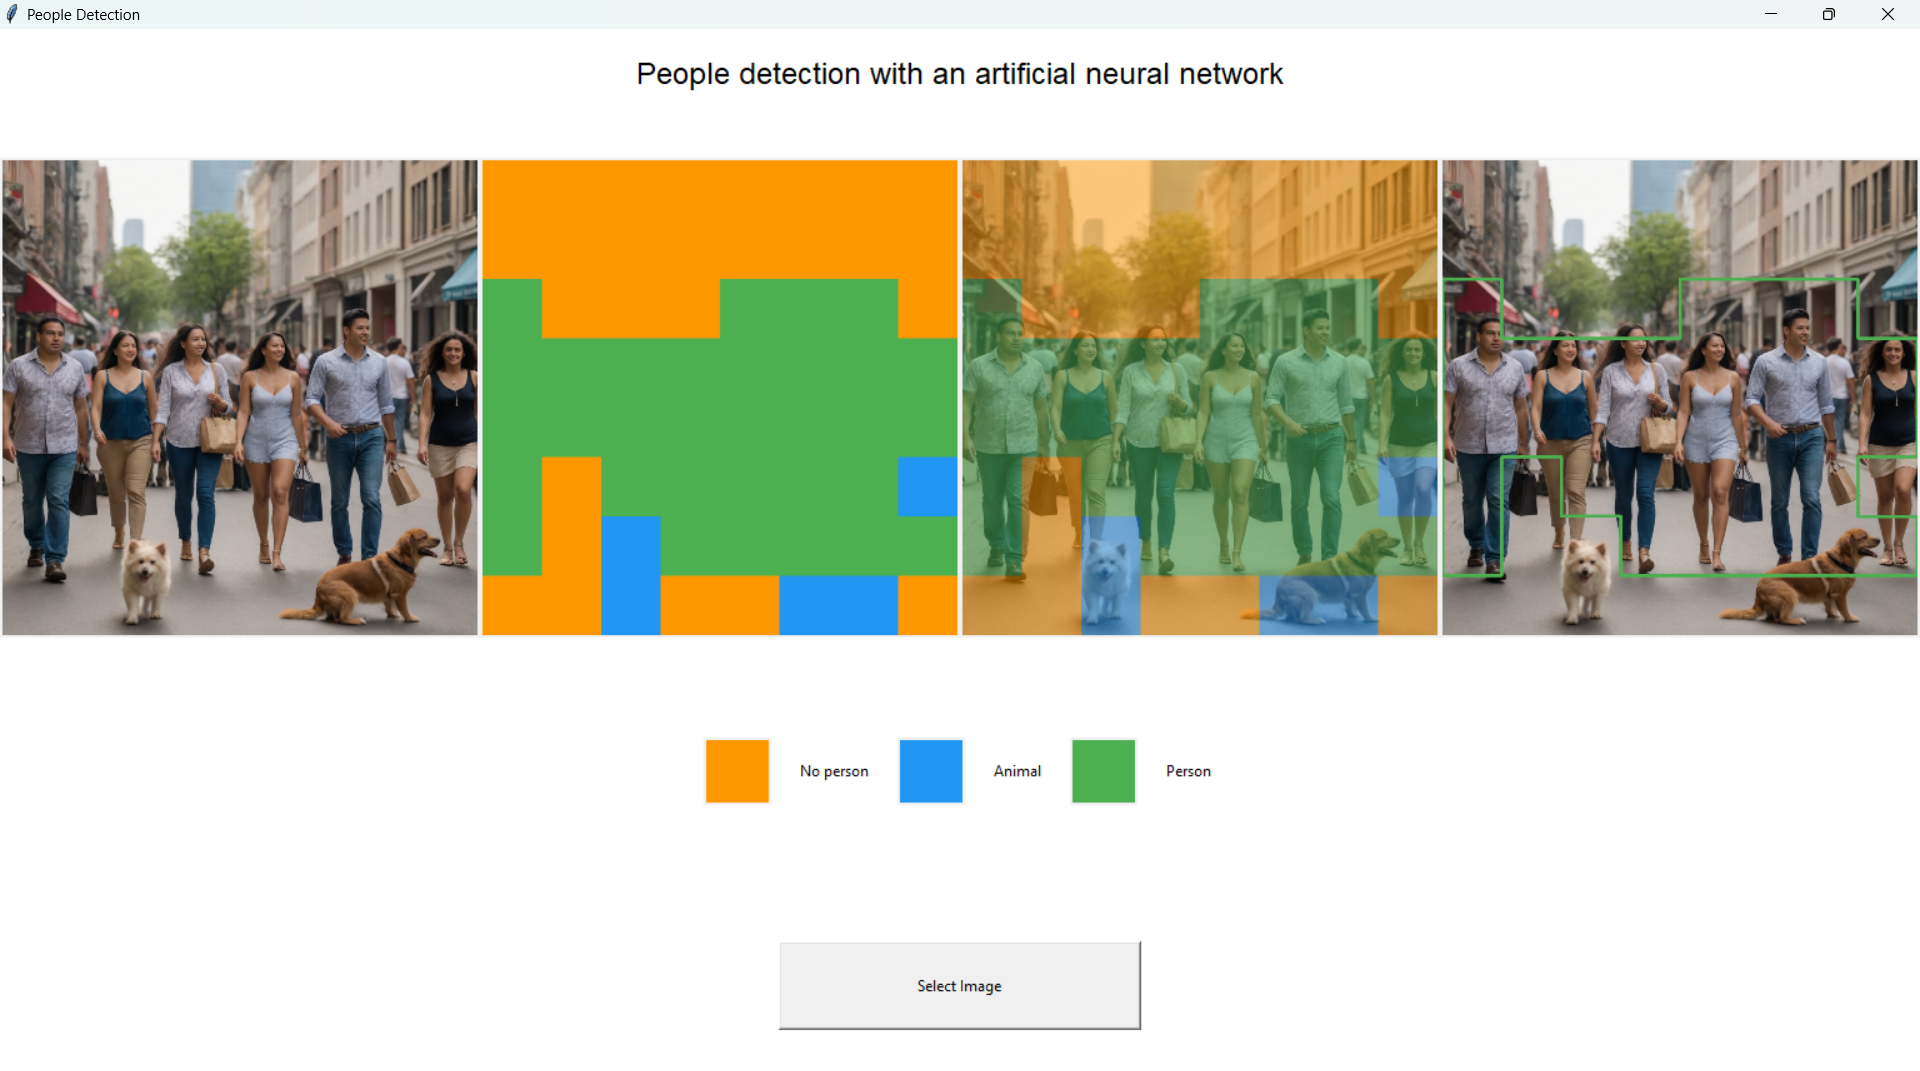 People Detection
People detection with an artificial neural network
No person
Animal
Person
Select Image